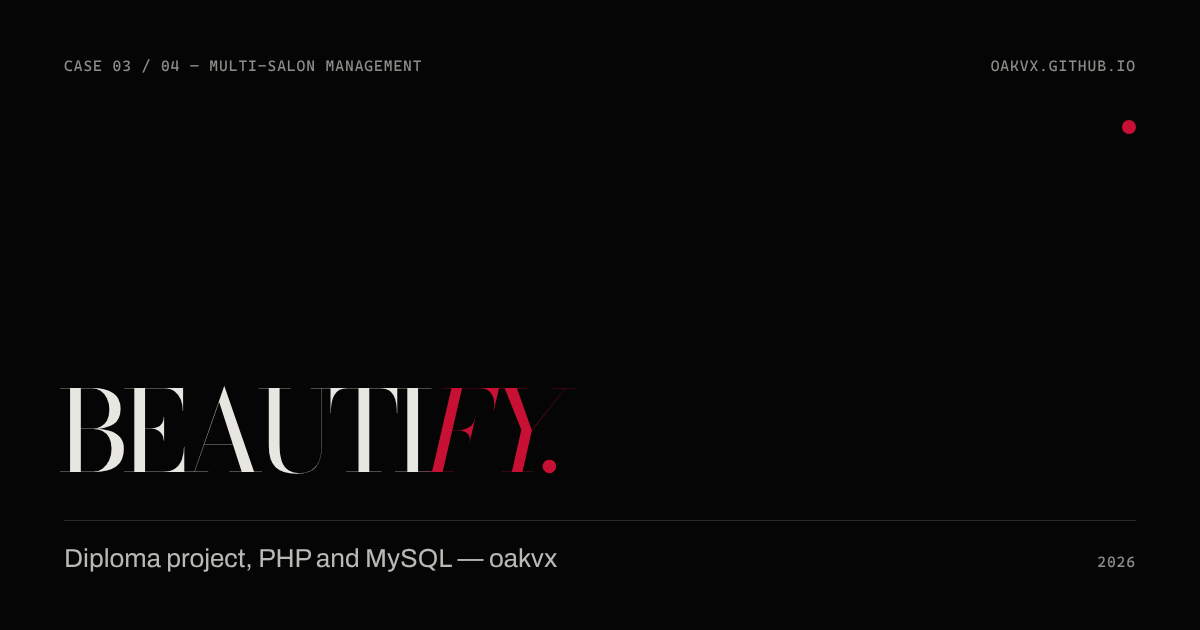 CASE 03 / 04 — MULTI-SALON MANAGEMENT
OAKVX.GITHUB.IO
BEAUTIFY.
Diploma project, PHP and MySQL — oakvx
2026